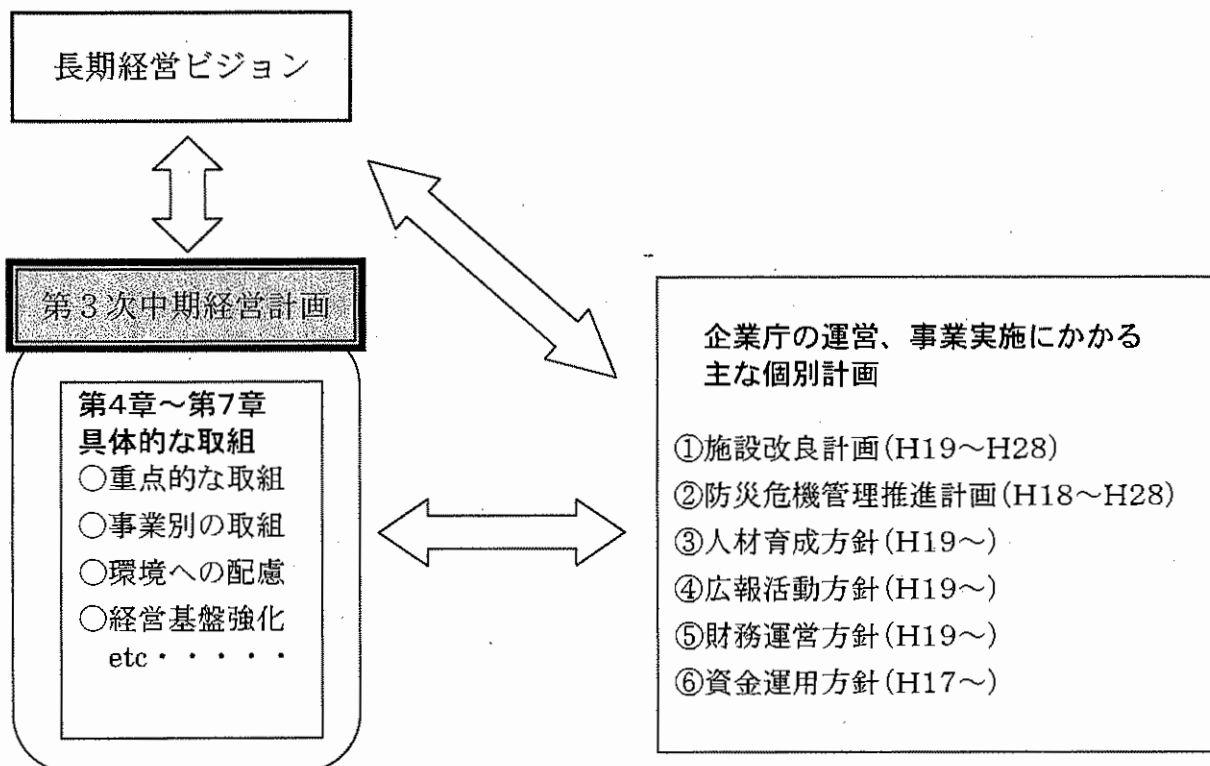 長期経営ビジョン
第3次中期経営計画
第4章～第7章
具体的な取組
○重点的な取組
○事業別の取組
○環境への配慮
○経営基盤強化
etc・・・・・
企業庁の運営、事業実施にかかる
主な個別計画
①施設改良計画(H19～H28)
②防災危機管理推進計画(H18～H28)
③人材育成方針(H19～)
④広報活動方針(H19～)
⑤財務運営方針(H19～)
⑥資金運用方針(H17～)